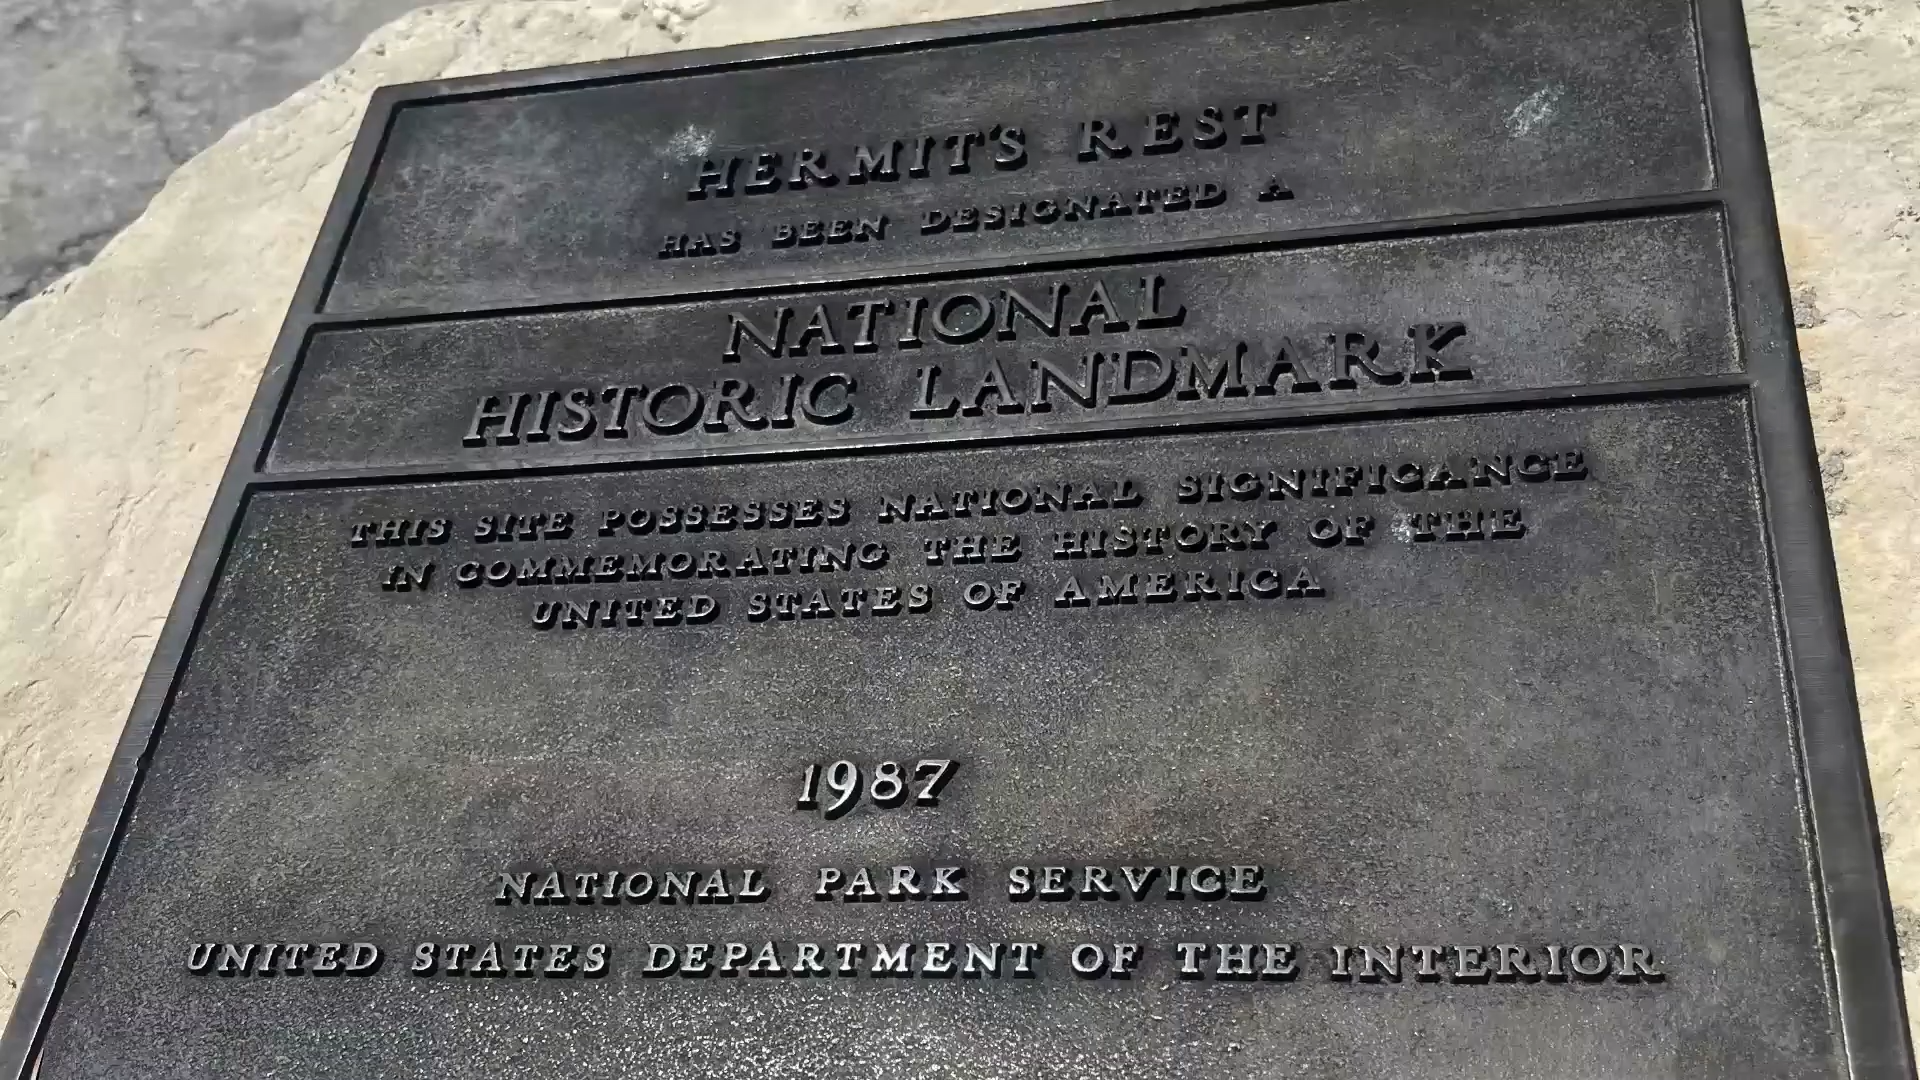 HERMIT'S REST
HAS BEEN DESIGNATED A
NATIONAL
HISTORIC LANDMARK
THIS SITE POSSESSES NATIONAL SIGNIFICANCE
IN COMMEMORATING THE HISTORY OF THE
UNITED STATES OF AMERICA
1987
NATIONAL PARK SERVICE
UNITED STATES DEPARTMENT OF THE INTERIOR